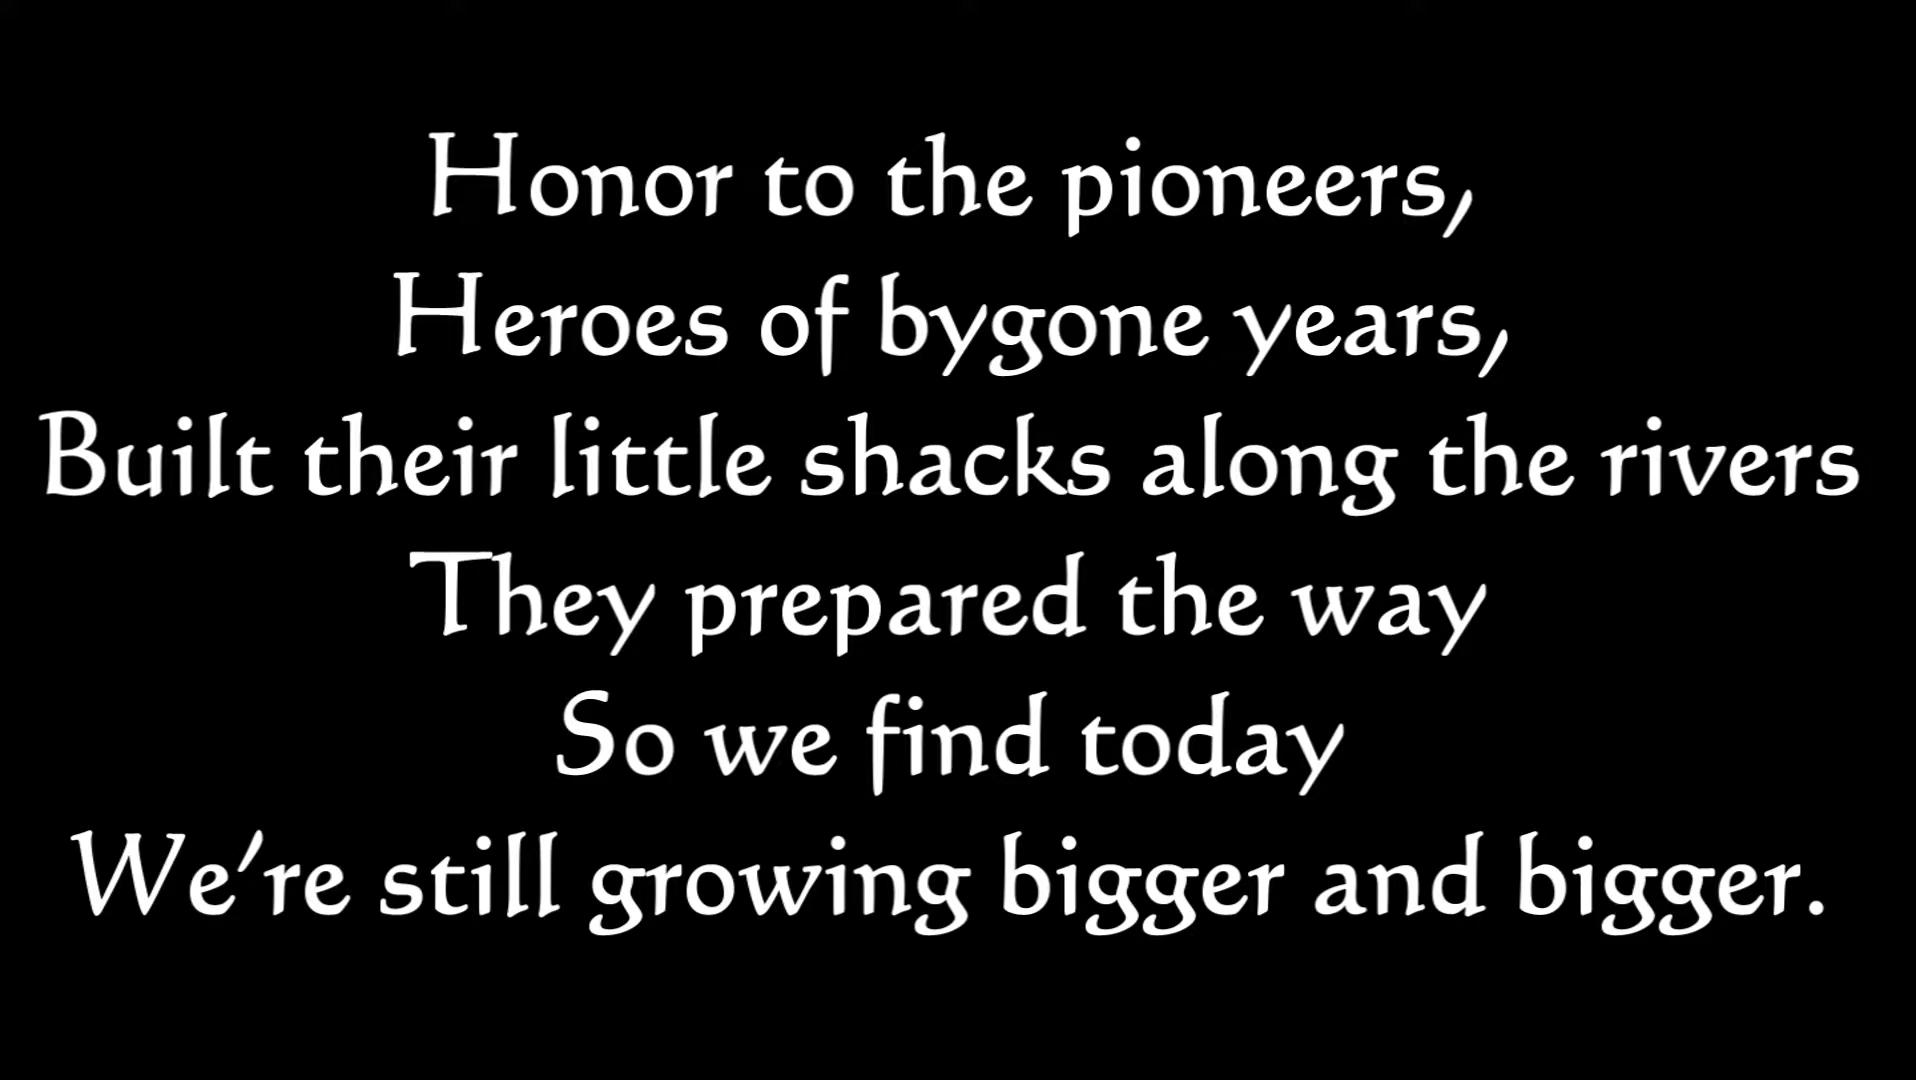 Honor to the pioneers,
Heroes of bygone years,
Built their little shacks along the rivers
They prepared the way
So we find today
We're still growing bigger and bigger.